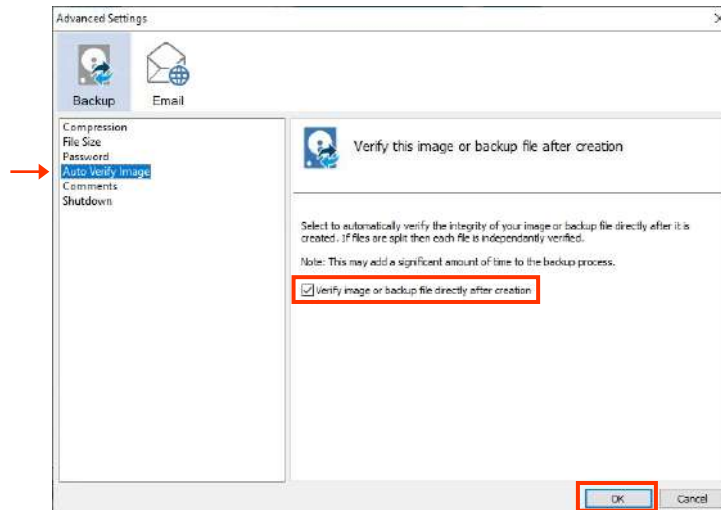 Advanced Settings
Backup
Email
Compression
File Size
Password
Auto Verify Image
Comments
Shutdown
Verify this image or backup file after creation
Select to automatically verify the integrity of your image or backup file directly after it is
created. If files are split then each file is independantly verified.
Note: This may add a significant amount of time to the backup process.
Verify image or backup file directly after creation
OK
Cancel